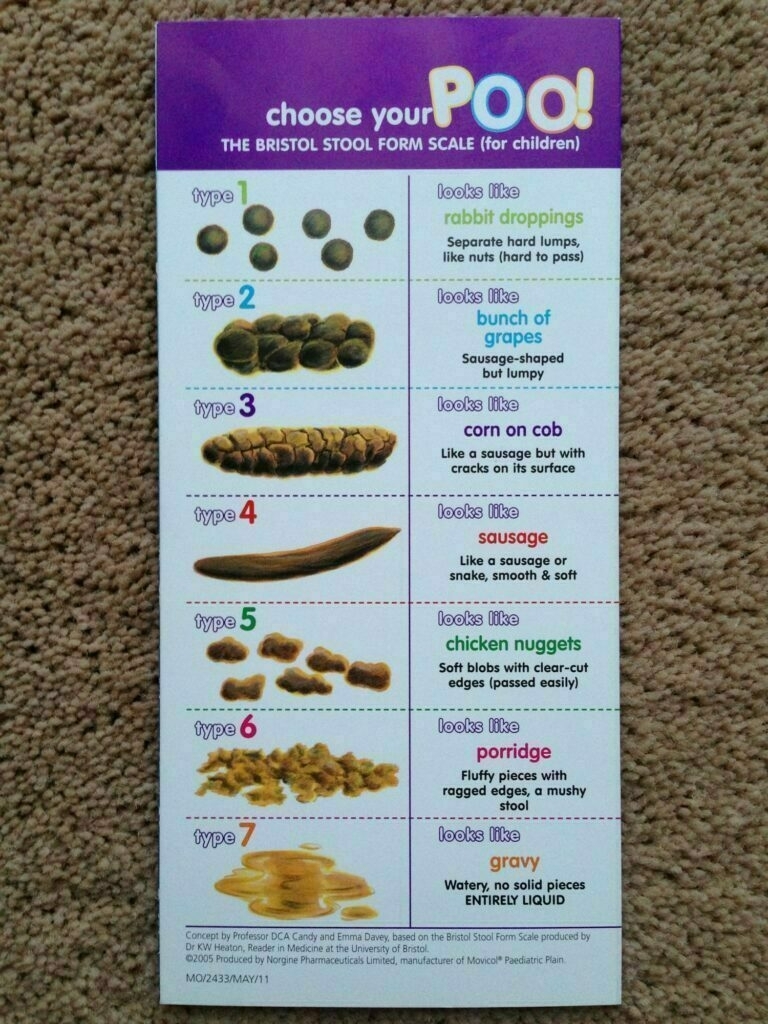 choose your POO!
THE BRISTOL STOOL FORM SCALE (for children)
type 1
looks like
rabbit droppings
Separate hard lumps,
like nuts (hard to pass)
type 2
looks like
bunch of
grapes
Sausage-shaped
but lumpy
type 3
looks like
corn on cob
Like a sausage but with
cracks on its surface
type 4
looks like
sausage
Like a sausage or
snake, smooth & soft
type 5
looks like
chicken nuggets
Soft blobs with clear-cut
edges (passed easily)
type 6
looks like
porridge
Fluffy pieces with
ragged edges, a mushy
stool
type 7
looks like
gravy
Watery, no solid pieces
ENTIRELY LIQUID
Concept by Professor DCA Candy and Emma Davey, based on the Bristol Stool Form Scale produced by
Dr KW Heaton, Reader in Medicine at the University of Bristol.
©2005 Produced by Norgine Pharmaceuticals Limited, manufacturer of Movicol® Paediatric Plain.
MO/2433/MAY/11